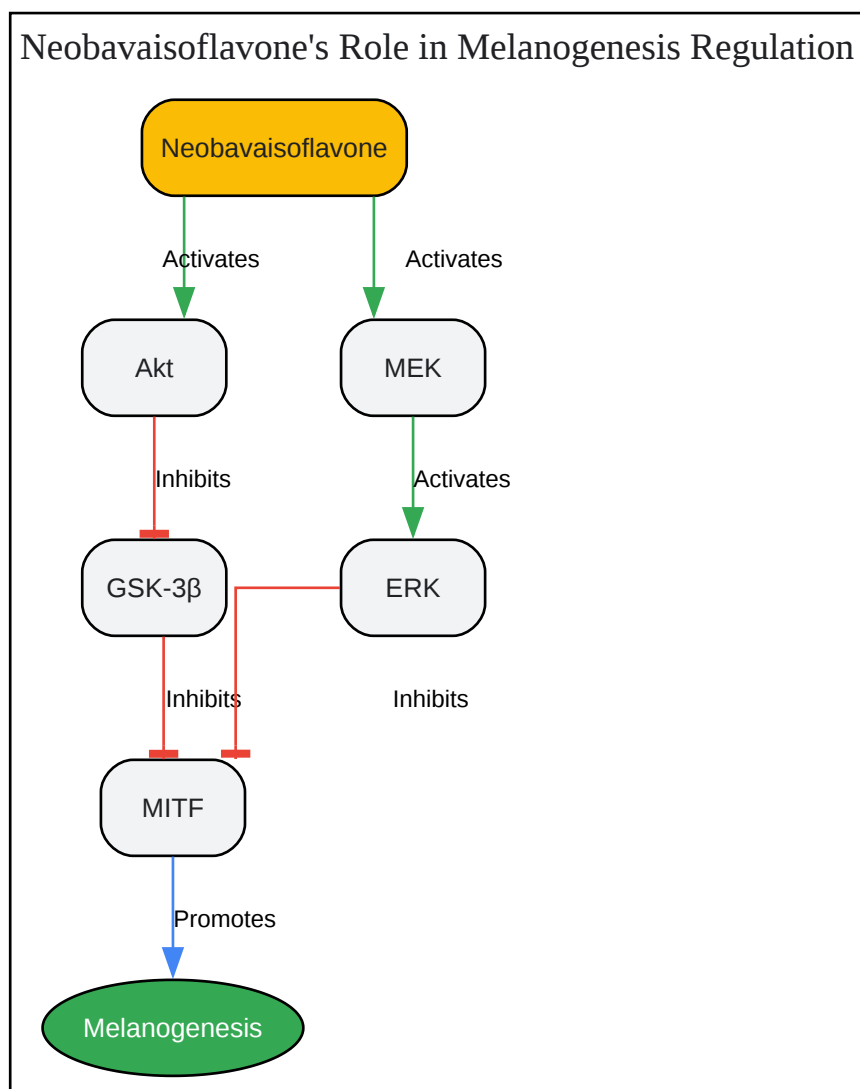 Neobavaisoflavone's Role in Melanogenesis Regulation
Neobavaisoflavone
Activates
Activates
Akt
MEK
Inhibits
Activates
GSK-3β
ERK
Inhibits
Inhibits
MITF
Promotes
Melanogenesis